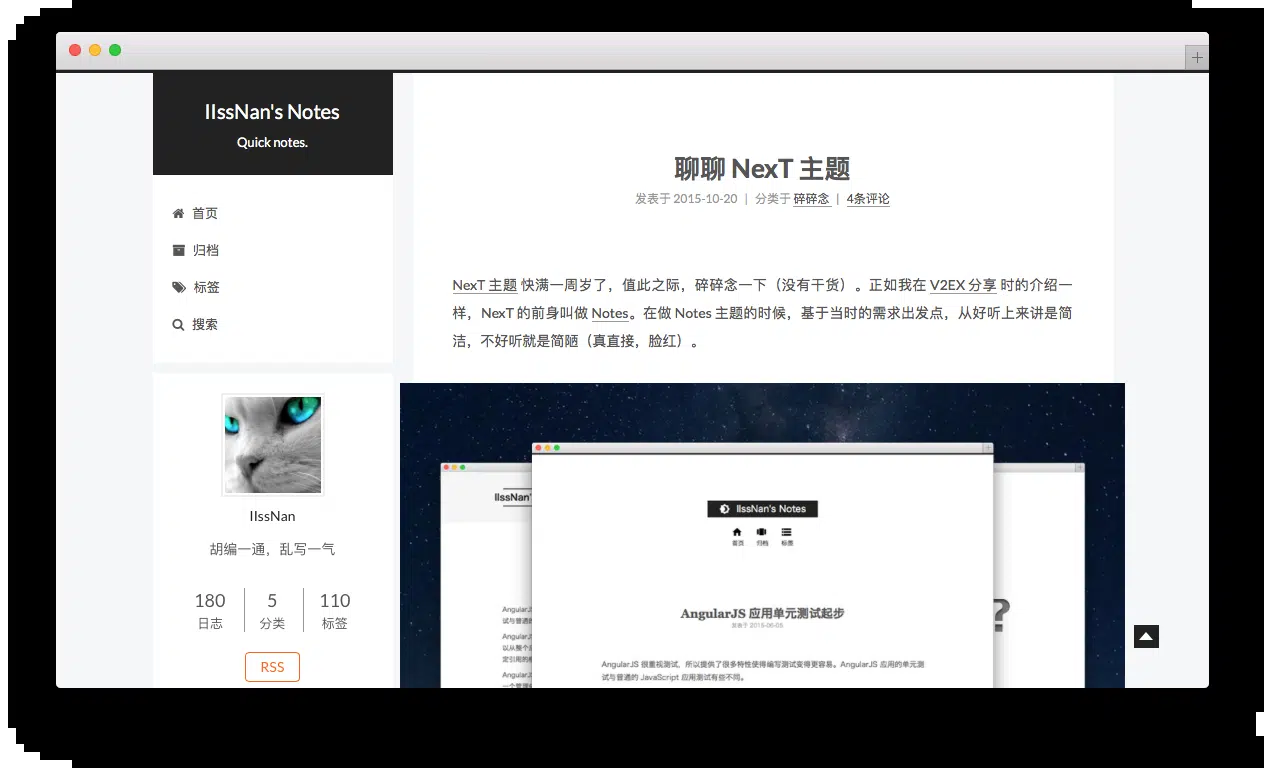 IIssNan's Notes
Quick notes.
首页
归档
标签
搜索
IIssNan
胡编一通，乱写一气
180 5 110
日志 分类 标签
RSS
聊聊 NexT 主题
发表于 2015-10-20 | 分类于 碎碎念 | 4条评论
NexT 主题 快满一周岁了，值此之际，碎碎念一下（没有干货）。正如我在 V2EX 分享 时的介绍一
样，NexT 的前身叫做 Notes。在做 Notes 主题的时候，基于当时的需求出发点，从好听上来讲是简
洁，不好听就是简陋（真直接，脸红）。
IIssNan'
IIssNan's Notes
首页 归档 标签
AngularJS 应用单元测试起步
发表于 2015-06-05
AngularJS 很重视测试，所以提供了很多特性使得编写测试变得更容易。AngularJS 应用的单元测
试与普通的 JavaScript 应用测试有些不同。
?